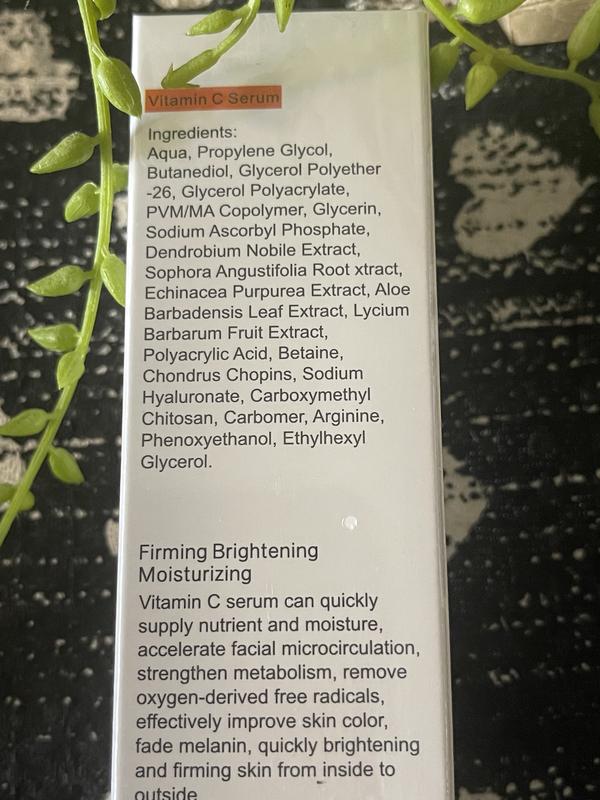 Vitamin C Serum
Ingredients:
Aqua, Propylene Glycol,
Butanediol, Glycerol Polyether
-26, Glycerol Polyacrylate,
PVM/MA Copolymer, Glycerin,
Sodium Ascorbyl Phosphate,
Dendrobium Nobile Extract,
Sophora Angustifolia Root xtract,
Echinacea Purpurea Extract, Aloe
Barbadensis Leaf Extract, Lycium
Barbarum Fruit Extract,
Polyacrylic Acid, Betaine,
Chondrus Chopins, Sodium
Hyaluronate, Carboxymethyl
Chitosan, Carbomer, Arginine,
Phenoxyethanol, Ethylhexyl
Glycerol.
Firming Brightening
Moisturizing
Vitamin C serum can quickly
supply nutrient and moisture,
accelerate facial microcirculation,
strengthen metabolism, remove
oxygen-derived free radicals,
effectively improve skin color,
fade melanin, quickly brightening
and firming skin from inside to
outside